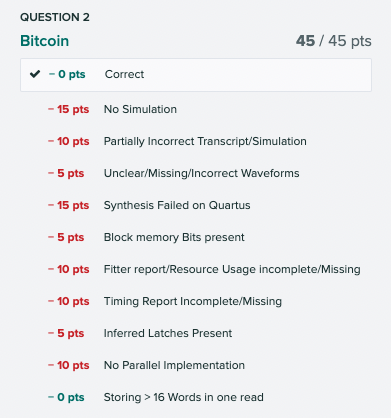 QUESTION 2
Bitcoin 45 / 45 pts
✔ – 0 pts Correct
– 15 pts No Simulation
– 10 pts Partially Incorrect Transcript/Simulation
– 5 pts Unclear/Missing/Incorrect Waveforms
– 15 pts Synthesis Failed on Quartus
– 5 pts Block memory Bits present
– 10 pts Fitter report/Resource Usage incomplete/Missing
– 10 pts Timing Report Incomplete/Missing
– 5 pts Inferred Latches Present
– 10 pts No Parallel Implementation
– 0 pts Storing > 16 Words in one read